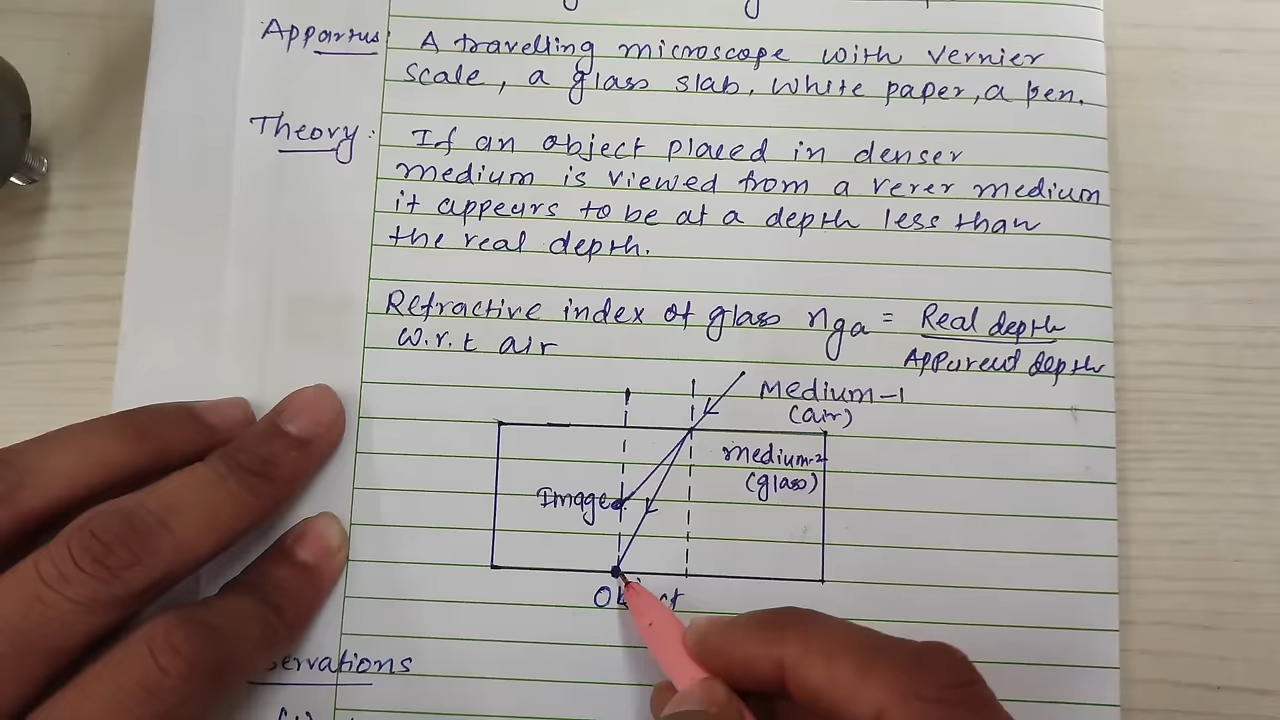 Apparatus: A travelling microscope with vernier
scale, a glass slab, White paper, a pen.
Theory: If an object placed in denser
medium is viewed from a rerer medium
it appears to be at a depth less than
the real depth.
Refractive index of glass nga = Real depth
w.r.t air Apparent depth
Medium-1
(air)
medium-2
(glass)
Image